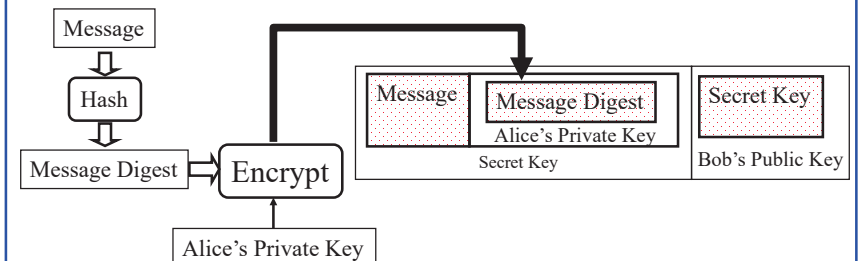 Message
Hash
Message Digest
Encrypt
Alice's Private Key
Message
Message Digest
Alice's Private Key
Secret Key
Secret Key
Bob's Public Key